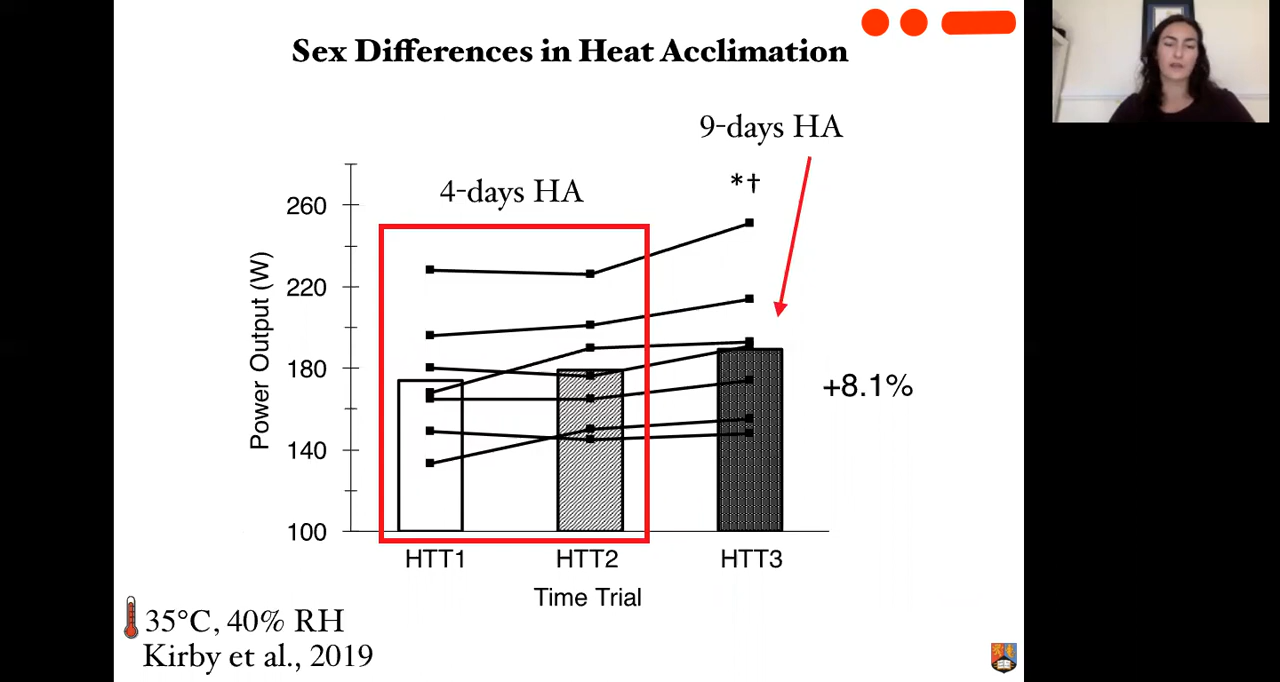 Sex Differences in Heat Acclimation
9-days HA
*†
4-days HA
260
220
180
140
100
Power Output (W)
+8.1%
HTT1 HTT2 HTT3
Time Trial
35°C, 40% RH
Kirby et al., 2019